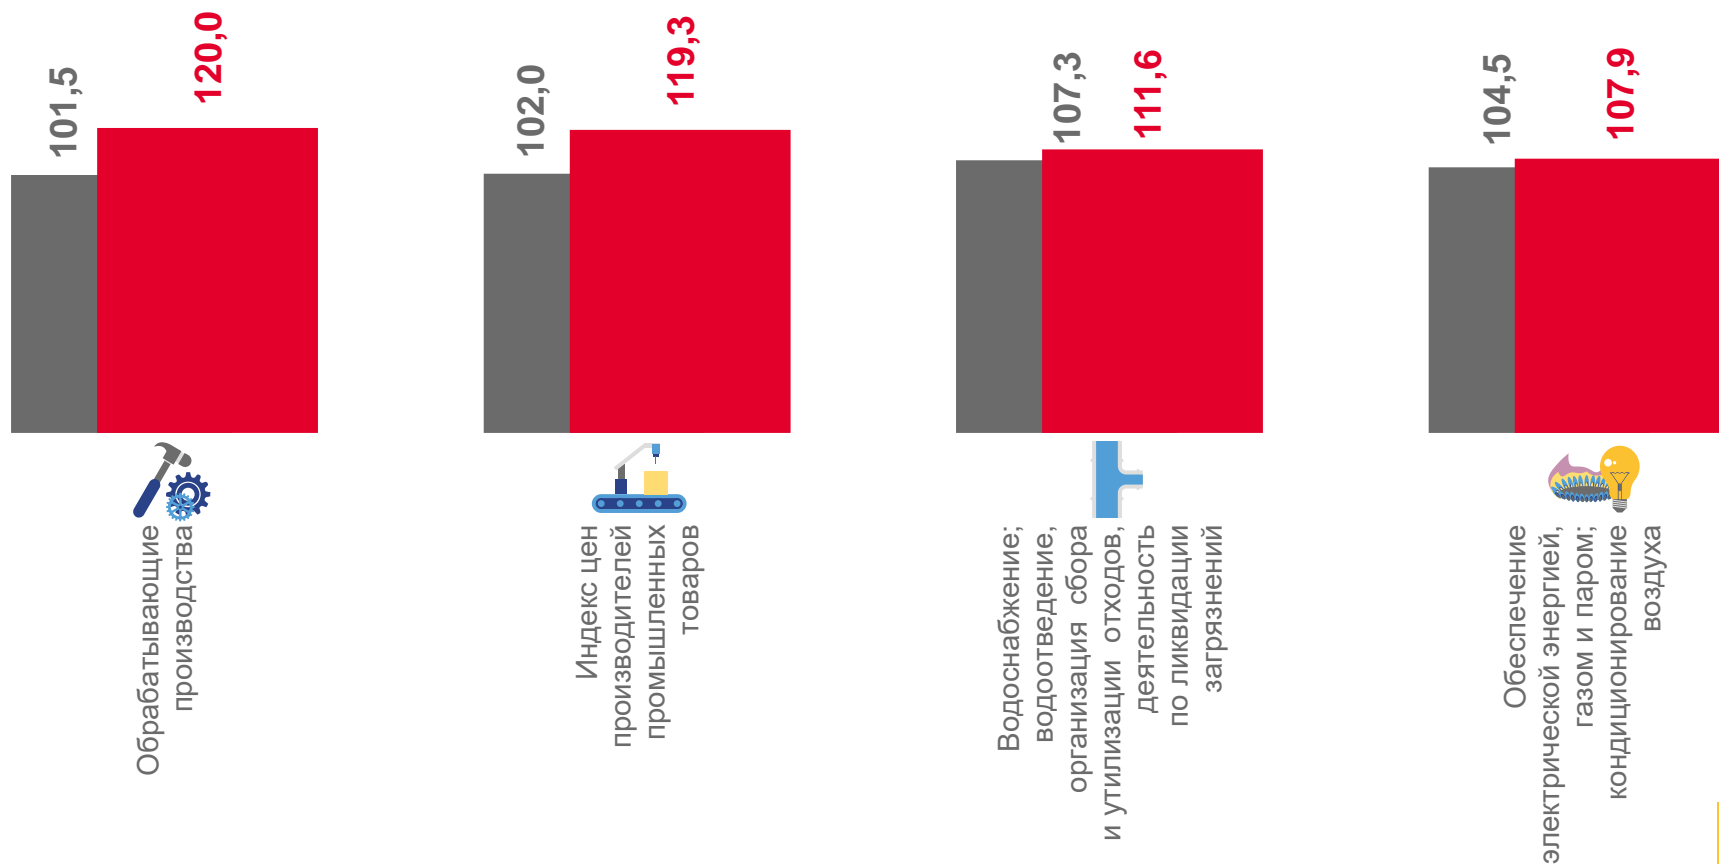 101,5
120,0
Обрабатывающие
производства
102,0
119,3
Индекс цен
производителей
промышленных
товаров
107,3
111,6
Водоснабжение;
водоотведение,
организация сбора
и утилизации отходов,
деятельность
по ликвидации
загрязнений
104,5
107,9
Обеспечение
электрической энергией,
газом и паром;
кондиционирование
воздуха